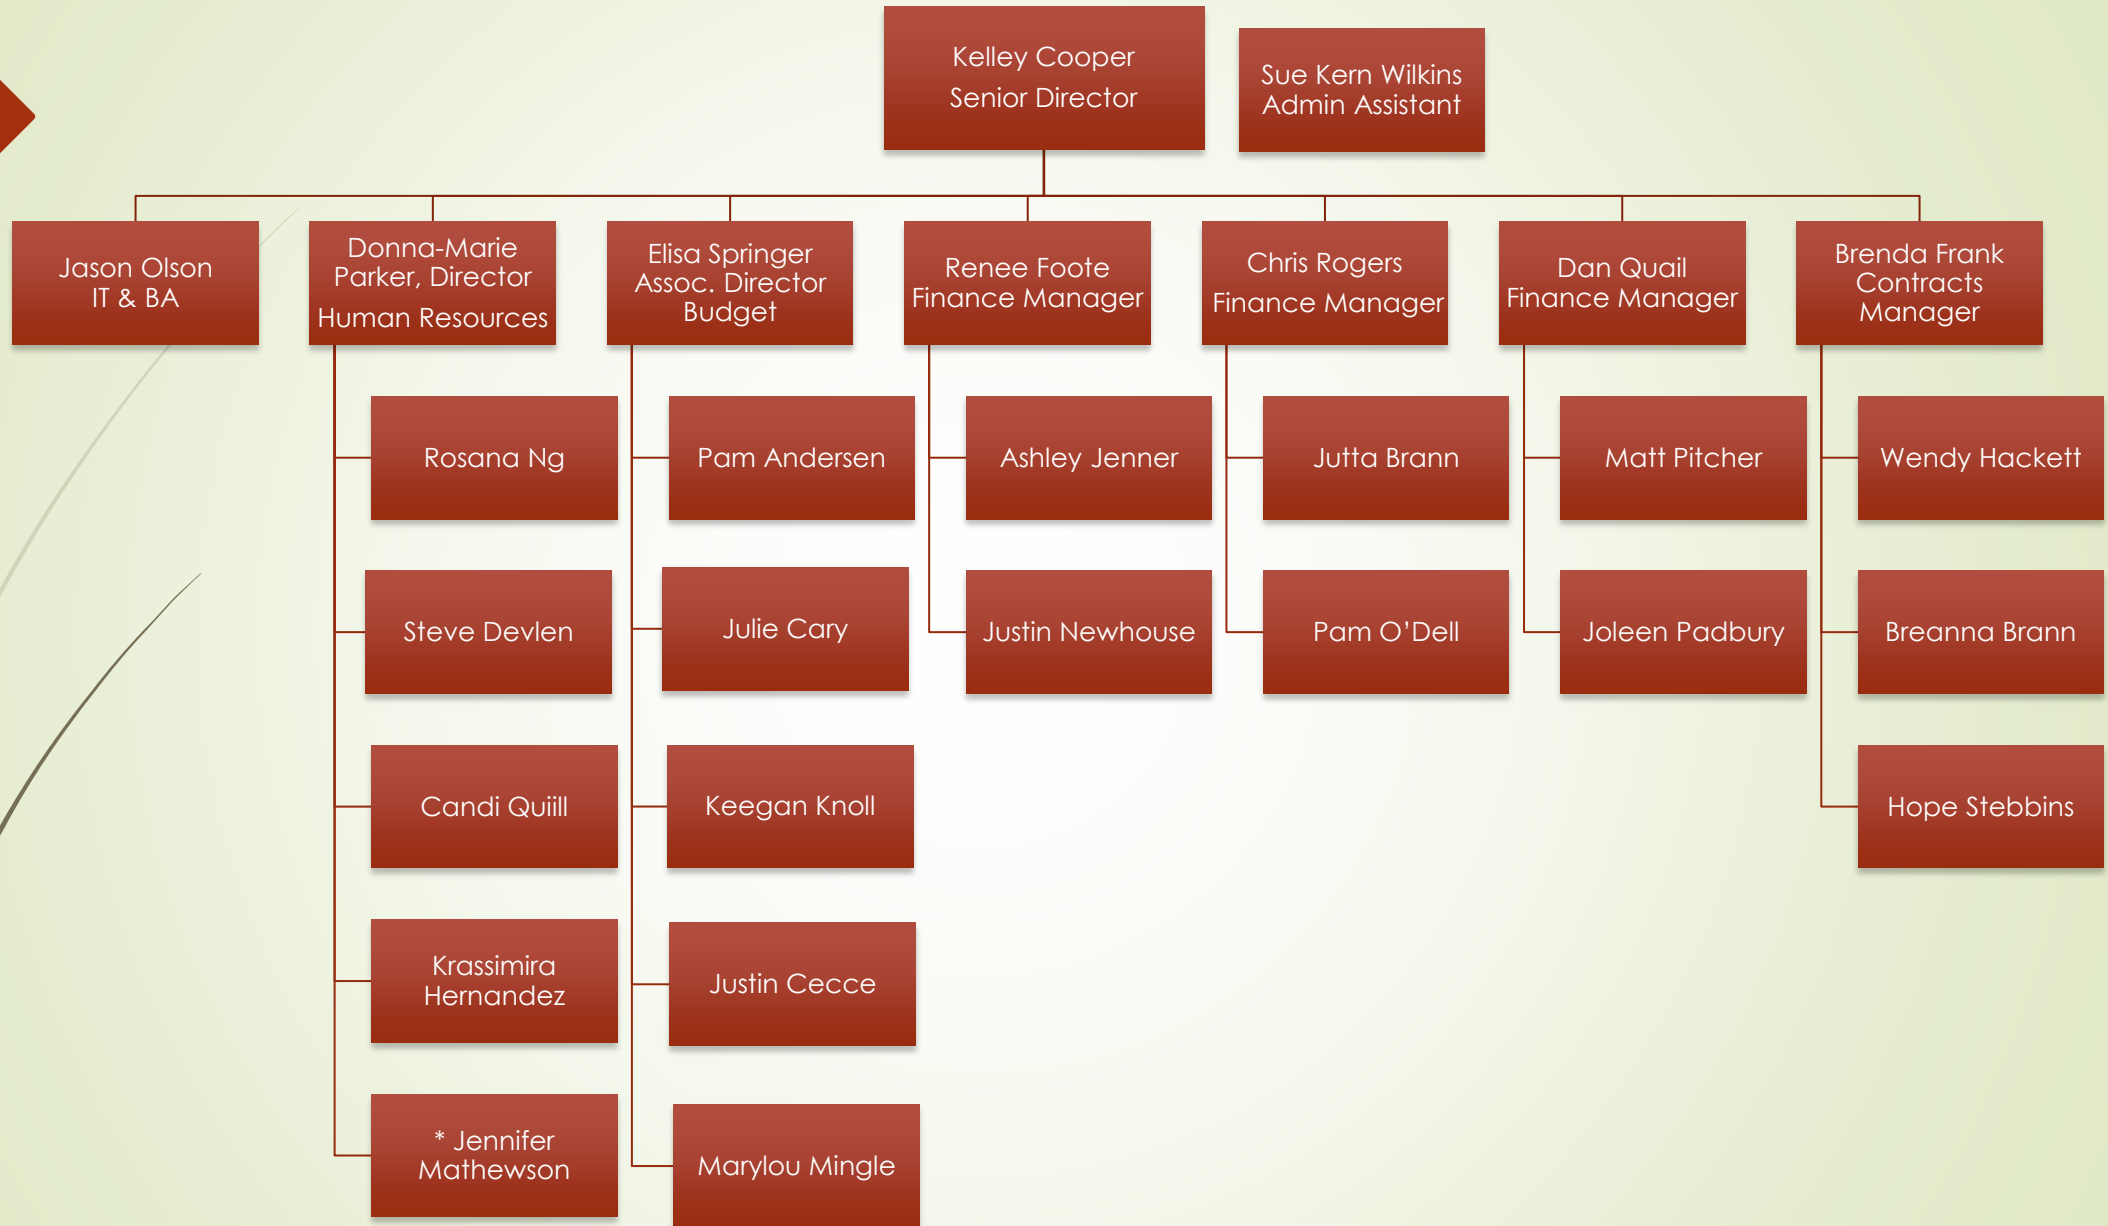 Kelley Cooper
Senior Director
Sue Kern Wilkins
Admin Assistant
Jason Olson
IT & BA
Donna-Marie
Parker, Director
Human Resources
Elisa Springer
Assoc. Director
Budget
Renee Foote
Finance Manager
Chris Rogers
Finance Manager
Dan Quail
Finance Manager
Brenda Frank
Contracts
Manager
Rosana Ng
Pam Andersen
Ashley Jenner
Jutta Brann
Matt Pitcher
Wendy Hackett
Steve Devlen
Julie Cary
Justin Newhouse
Pam O’Dell
Joleen Padbury
Breanna Brann
Candi Quiill
Keegan Knoll
Hope Stebbins
Krassimira
Hernandez
Justin Cecce
* Jennifer
Mathewson
Marylou Mingle